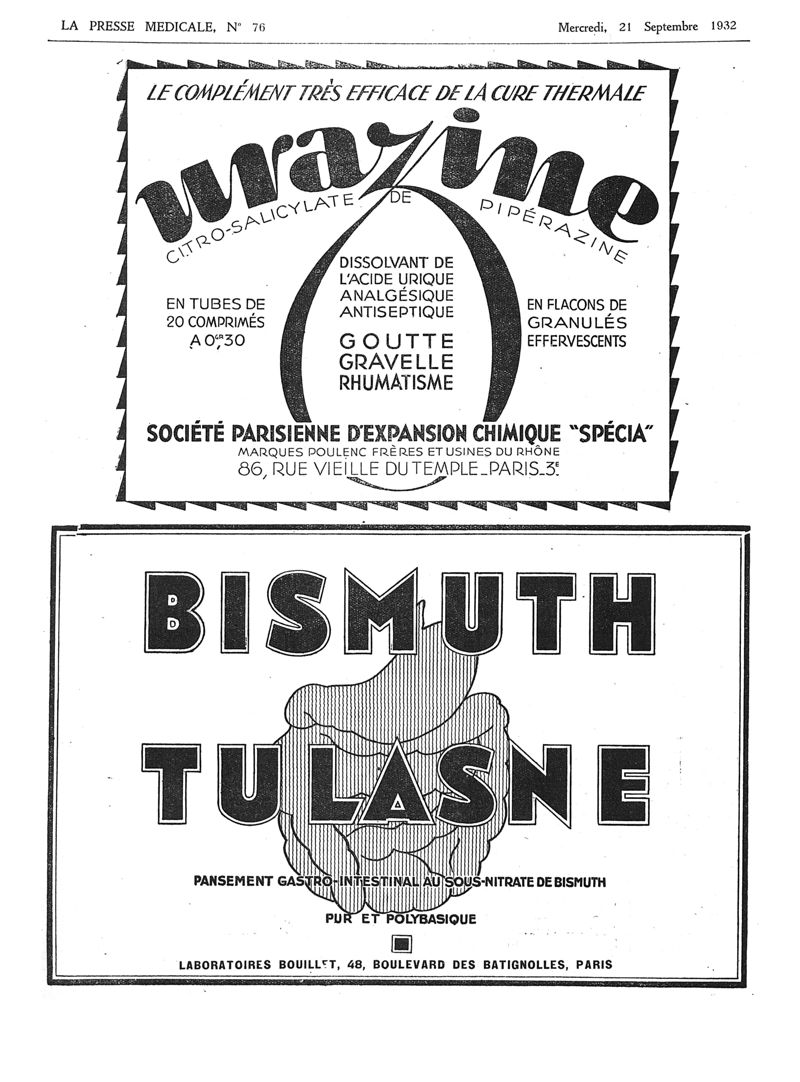 LA PRESSE MEDICALE, N° 76
Mercredi, 21 Septembre 1932
LE COMPLÉMENT TRÈS EFFICACE DE LA CURE THERMALE
urazine
CITRO-SALICYLATE DE PIPÉRAZINE
DISSOLVANT DE
L'ACIDE URIQUE
ANALGÉSIQUE
ANTISEPTIQUE
GOUTTE
GRAVELLE
RHUMATISME
EN TUBES DE
20 COMPRIMÉS
A 0gr30
EN FLACONS DE
GRANULÉS
EFFERVESCENTS
SOCIÉTÉ PARISIENNE D'EXPANSION CHIMIQUE "SPÉCIA"
MARQUES POULENC FRÈRES ET USINES DU RHÔNE
86, RUE VIEILLE DU TEMPLE_PARIS_3E
BISMUTH
TULASNE
PANSEMENT GASTRO-INTESTINAL AU SOUS-NITRATE DE BISMUTH
PUR ET POLYBASIQUE
LABORATOIRES BOUILLET, 48, BOULEVARD DES BATIGNOLLES, PARIS